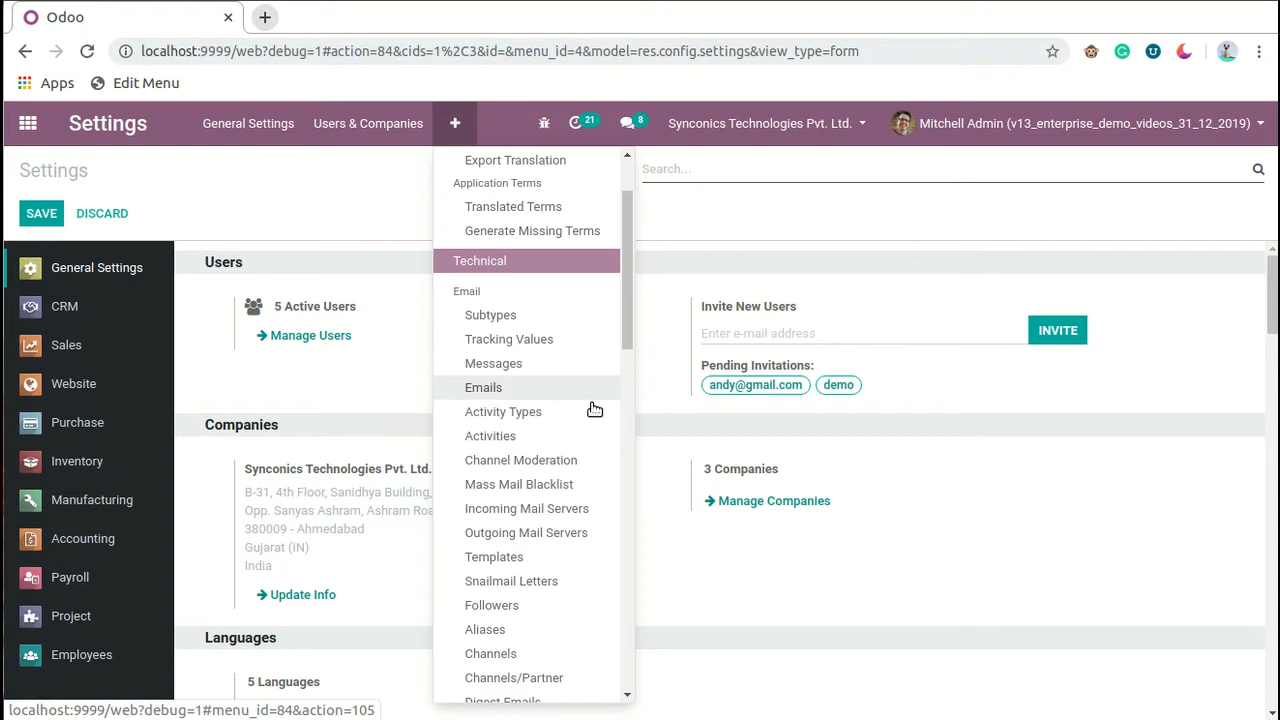 Odoo
localhost:9999/web?debug=1#action=84&cids=1%2C3&id=&menu_id=4&model=res.config.settings&view_type=form
Apps
Edit Menu
Settings
General Settings
Users & Companies
+
21
8
Synconics Technologies Pvt. Ltd.
Mitchell Admin (v13_enterprise_demo_videos_31_12_2019)
Settings
Search...
SAVE
DISCARD
General Settings
CRM
Sales
Website
Purchase
Inventory
Manufacturing
Accounting
Payroll
Project
Employees
Export Translation
Application Terms
Translated Terms
Generate Missing Terms
Technical
Email
Subtypes
Tracking Values
Messages
Emails
Activity Types
Activities
Channel Moderation
Mass Mail Blacklist
Incoming Mail Servers
Outgoing Mail Servers
Templates
Snailmail Letters
Followers
Aliases
Channels
Channels/Partner
Digest Emails
Users
5 Active Users
Manage Users
Invite New Users
Enter e-mail address
INVITE
Pending Invitations:
andy@gmail.com
demo
Companies
Synconics Technologies Pvt. Ltd.
B-31, 4th Floor, Sanidhya Building,
Opp. Sanyas Ashram, Ashram Roa
380009 - Ahmedabad
Gujarat (IN)
India
Update Info
3 Companies
Manage Companies
Languages
5 Languages
localhost:9999/web?debug=1#menu_id=84&action=105